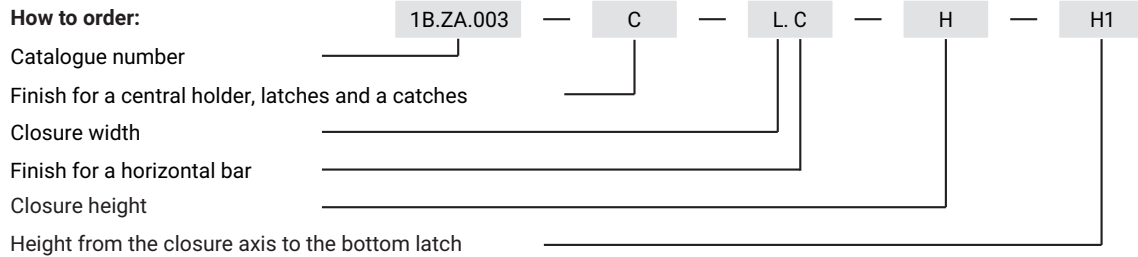 How to order: 1B.ZA.003 — C — L. C — H — H1
Catalogue number
Finish for a central holder, latches and a catches
Closure width
Finish for a horizontal bar
Closure height
Height from the closure axis to the bottom latch